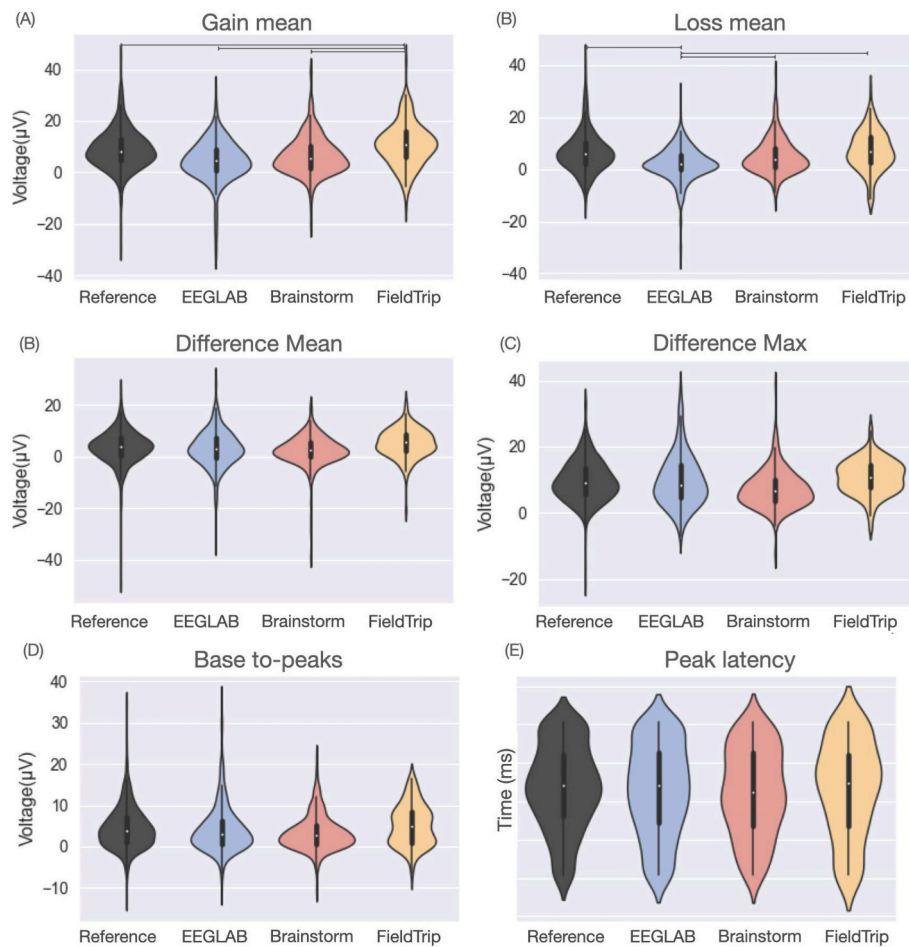 (A) Gain mean
Voltage(µV)
40
20
0
−20
−40
Reference EEGLAB Brainstorm FieldTrip
(B) Loss mean
Voltage(µV)
40
20
0
−20
−40
Reference EEGLAB Brainstorm FieldTrip
(B) Difference Mean
Voltage(µV)
20
0
−20
−40
Reference EEGLAB Brainstorm FieldTrip
(C) Difference Max
Voltage(µV)
40
20
0
−20
Reference EEGLAB Brainstorm FieldTrip
(D) Base to-peaks
Voltage(µV)
40
30
20
10
0
−10
Reference EEGLAB Brainstorm FieldTrip
(E) Peak latency
Time (ms)
Reference EEGLAB Brainstorm FieldTrip